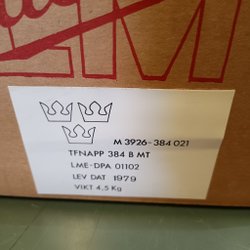 M 3926-384 021
TFNAPP 384 B MT
LME-DPA 01102
LEV DAT 1979
VIKT 4,5 Kg